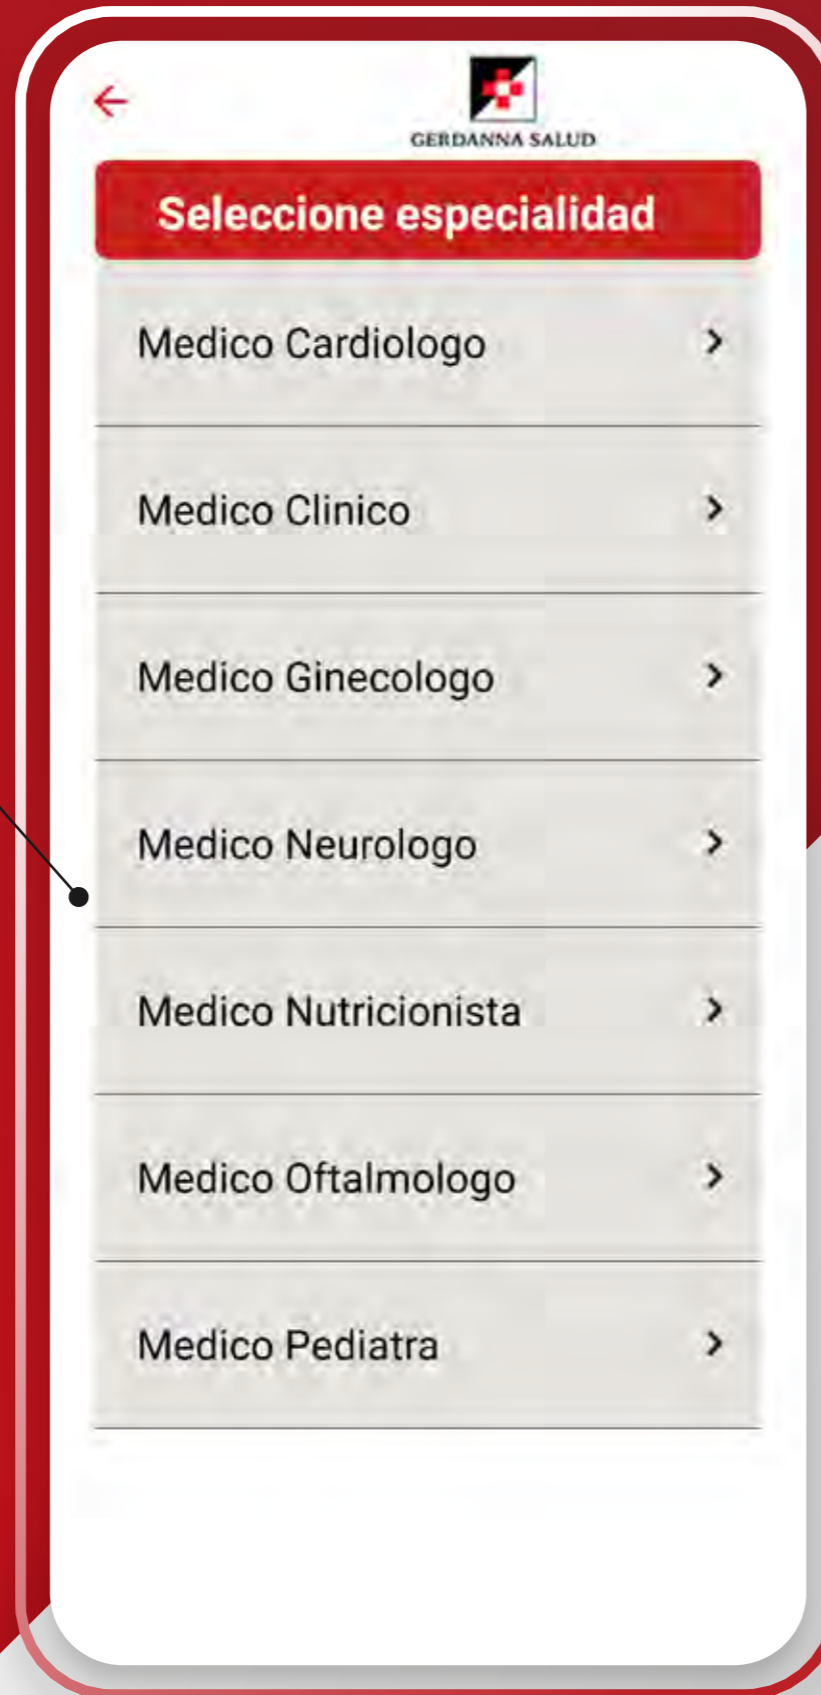 GERDANNA SALUD
Seleccione especialidad
Medico Cardiologo
Medico Clinico
Medico Ginecologo
Medico Neurologo
Medico Nutricionista
Medico Oftalmologo
Medico Pediatra